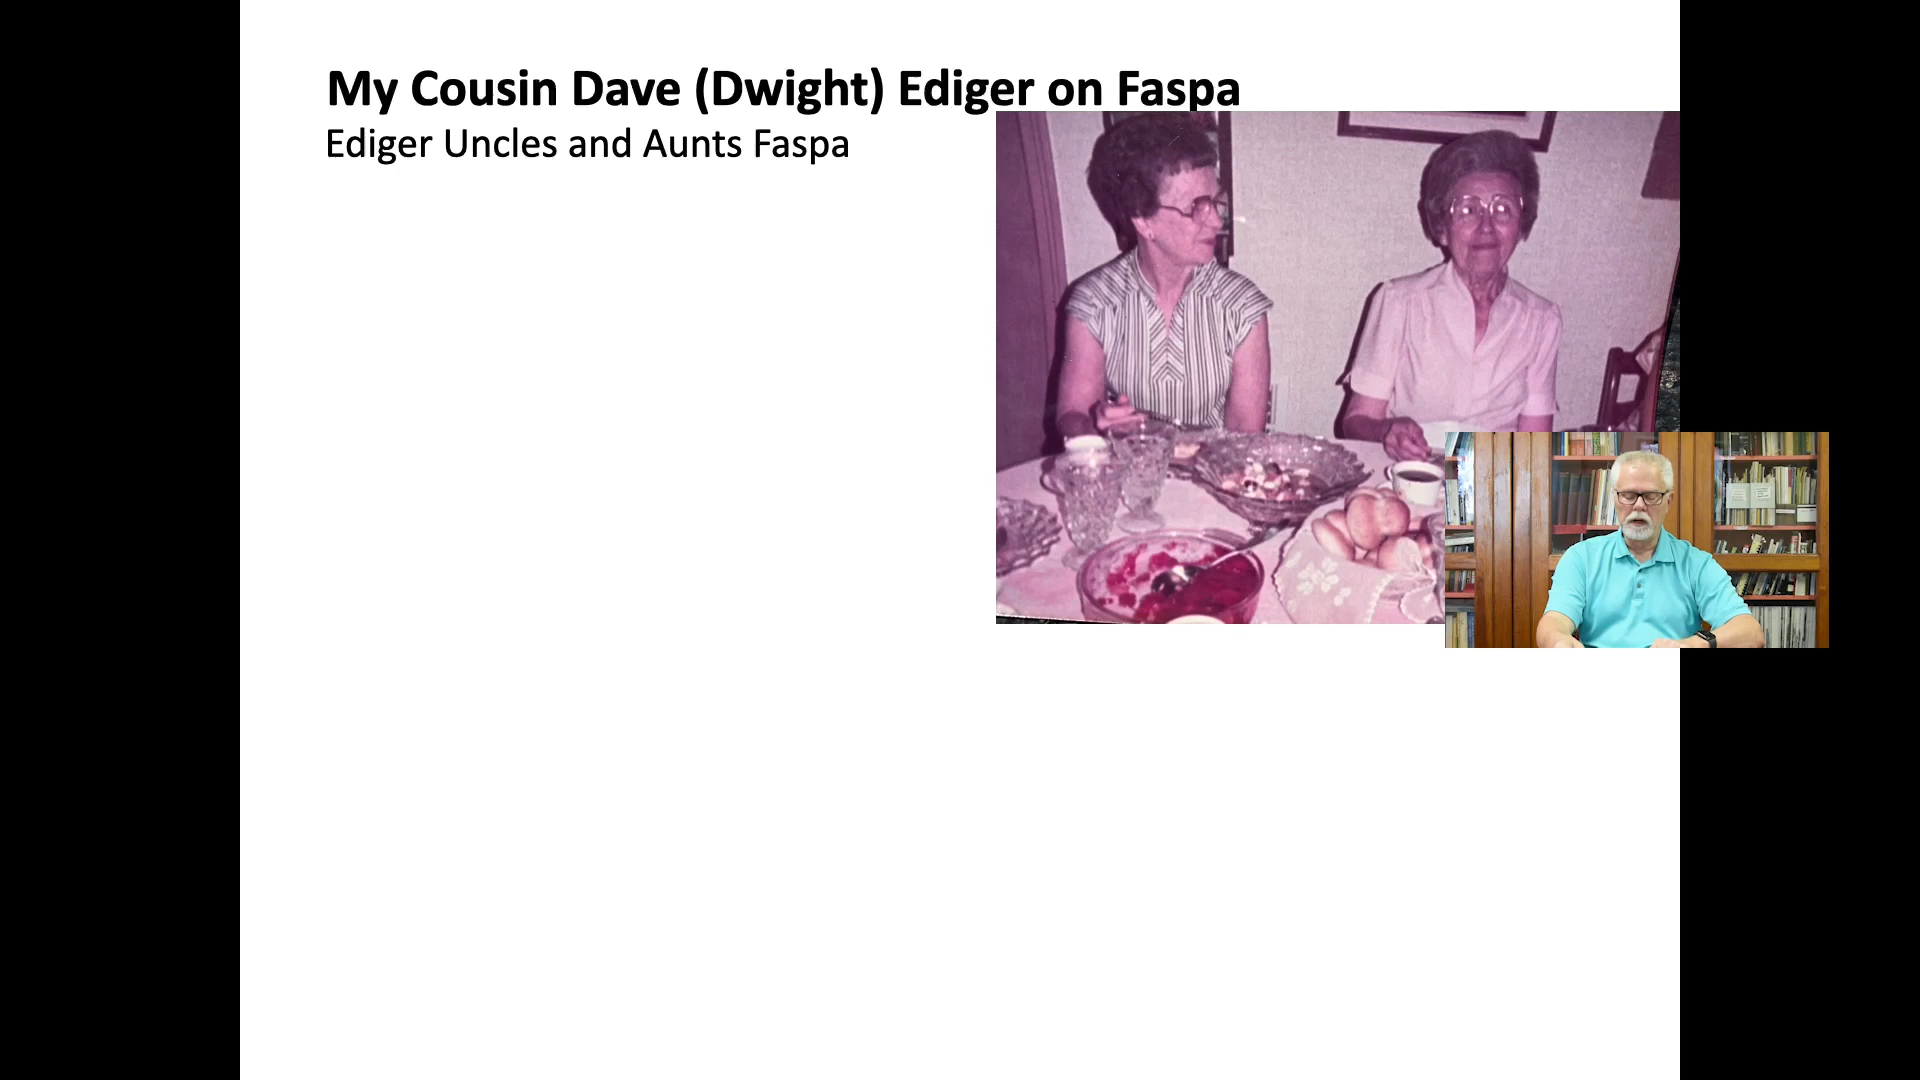 My Cousin Dave (Dwight) Ediger on Faspa
Ediger Uncles and Aunts Faspa